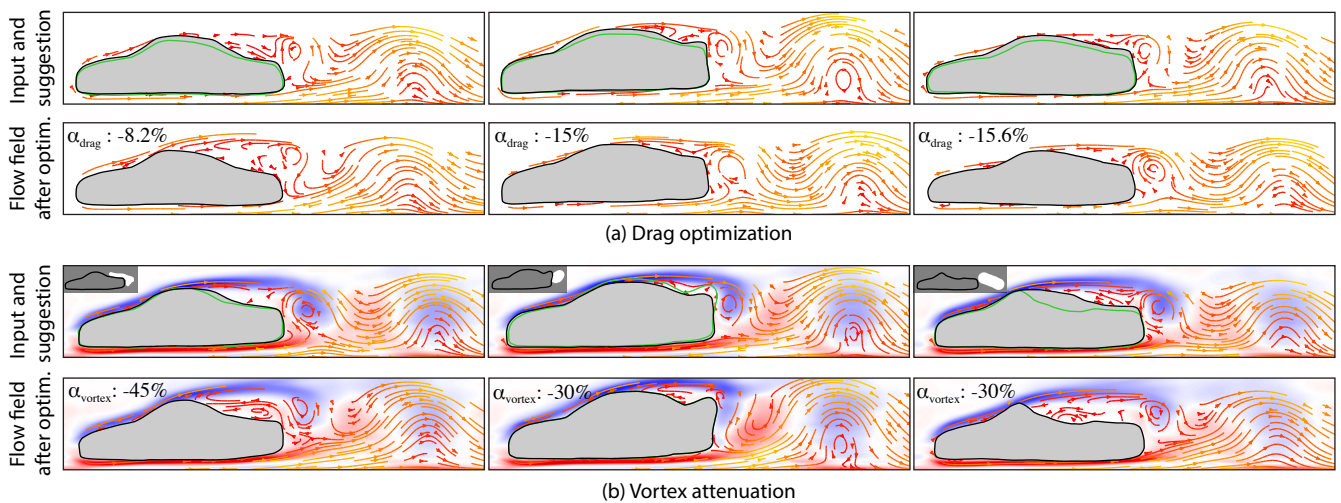 Input and
suggestion
Flow field
after optim.
α_drag : -8.2%
α_drag : -15%
α_drag : -15.6%
(a) Drag optimization
Input and
suggestion
Flow field
after optim.
α_vortex : -45%
α_vortex : -30%
α_vortex : -30%
(b) Vortex attenuation